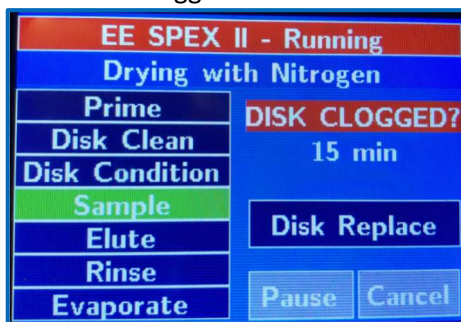 EE SPEX II - Running
Drying with Nitrogen
Prime
Disk Clean
Disk Condition
Sample
Elute
Rinse
Evaporate
DISK CLOGGED?
15 min
Disk Replace
Pause
Cancel